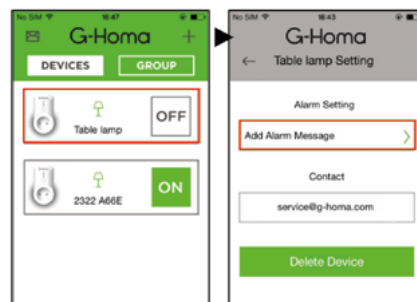 No SIM 16:47
G-Homa
DEVICES GROUP
Table lamp
OFF
2322 A66E
ON
No SIM 16:43
G-Homa
Table lamp Setting
Alarm Setting
Add Alarm Message
Contact
service@g-homa.com
Delete Device